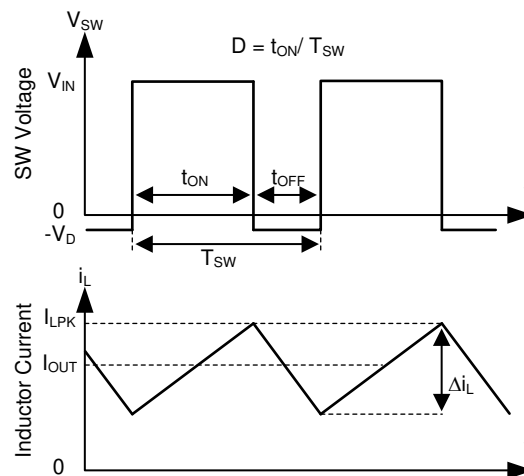 V_SW
D = t_ON/ T_SW
V_IN
SW Voltage
t_ON
t_OFF
0
-V_D
T_SW
i_L
I_LPK
I_OUT
Inductor Current
Δi_L
0